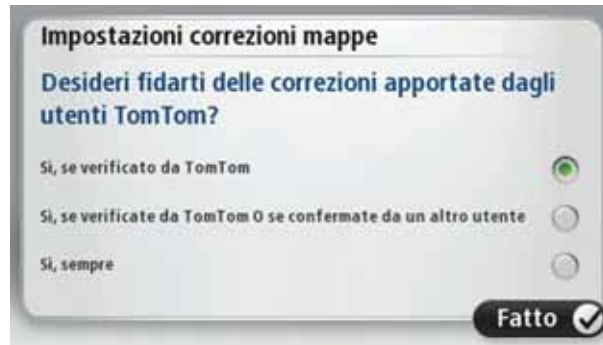 Impostazioni correzioni mappe
Desideri fidarti delle correzioni apportate dagli
utenti TomTom?
Sì, se verificato da TomTom
Sì, se verificate da TomTom O se confermate da un altro utente
Sì, sempre
Fatto